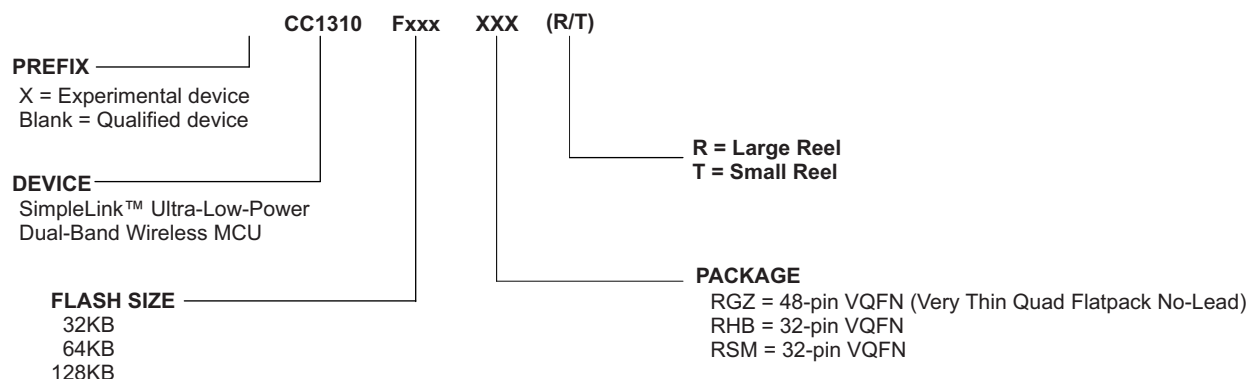 CC1310 Fxxx XXX (R/T)
PREFIX
X = Experimental device
Blank = Qualified device
R = Large Reel
T = Small Reel
DEVICE
SimpleLink™ Ultra-Low-Power
Dual-Band Wireless MCU
PACKAGE
RGZ = 48-pin VQFN (Very Thin Quad Flatpack No-Lead)
RHB = 32-pin VQFN
RSM = 32-pin VQFN
FLASH SIZE
32KB
64KB
128KB